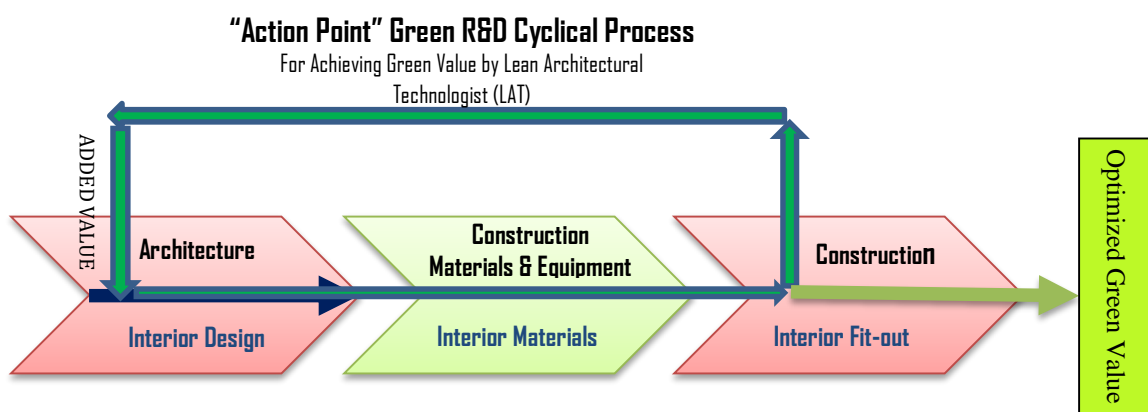 “Action Point” Green R&D Cyclical Process
For Achieving Green Value by Lean Architectural
Technologist (LAT)
ADDED VALUE
Architecture
Interior Design
Construction
Materials & Equipment
Interior Materials
Construction
Interior Fit-out
Optimized Green Value